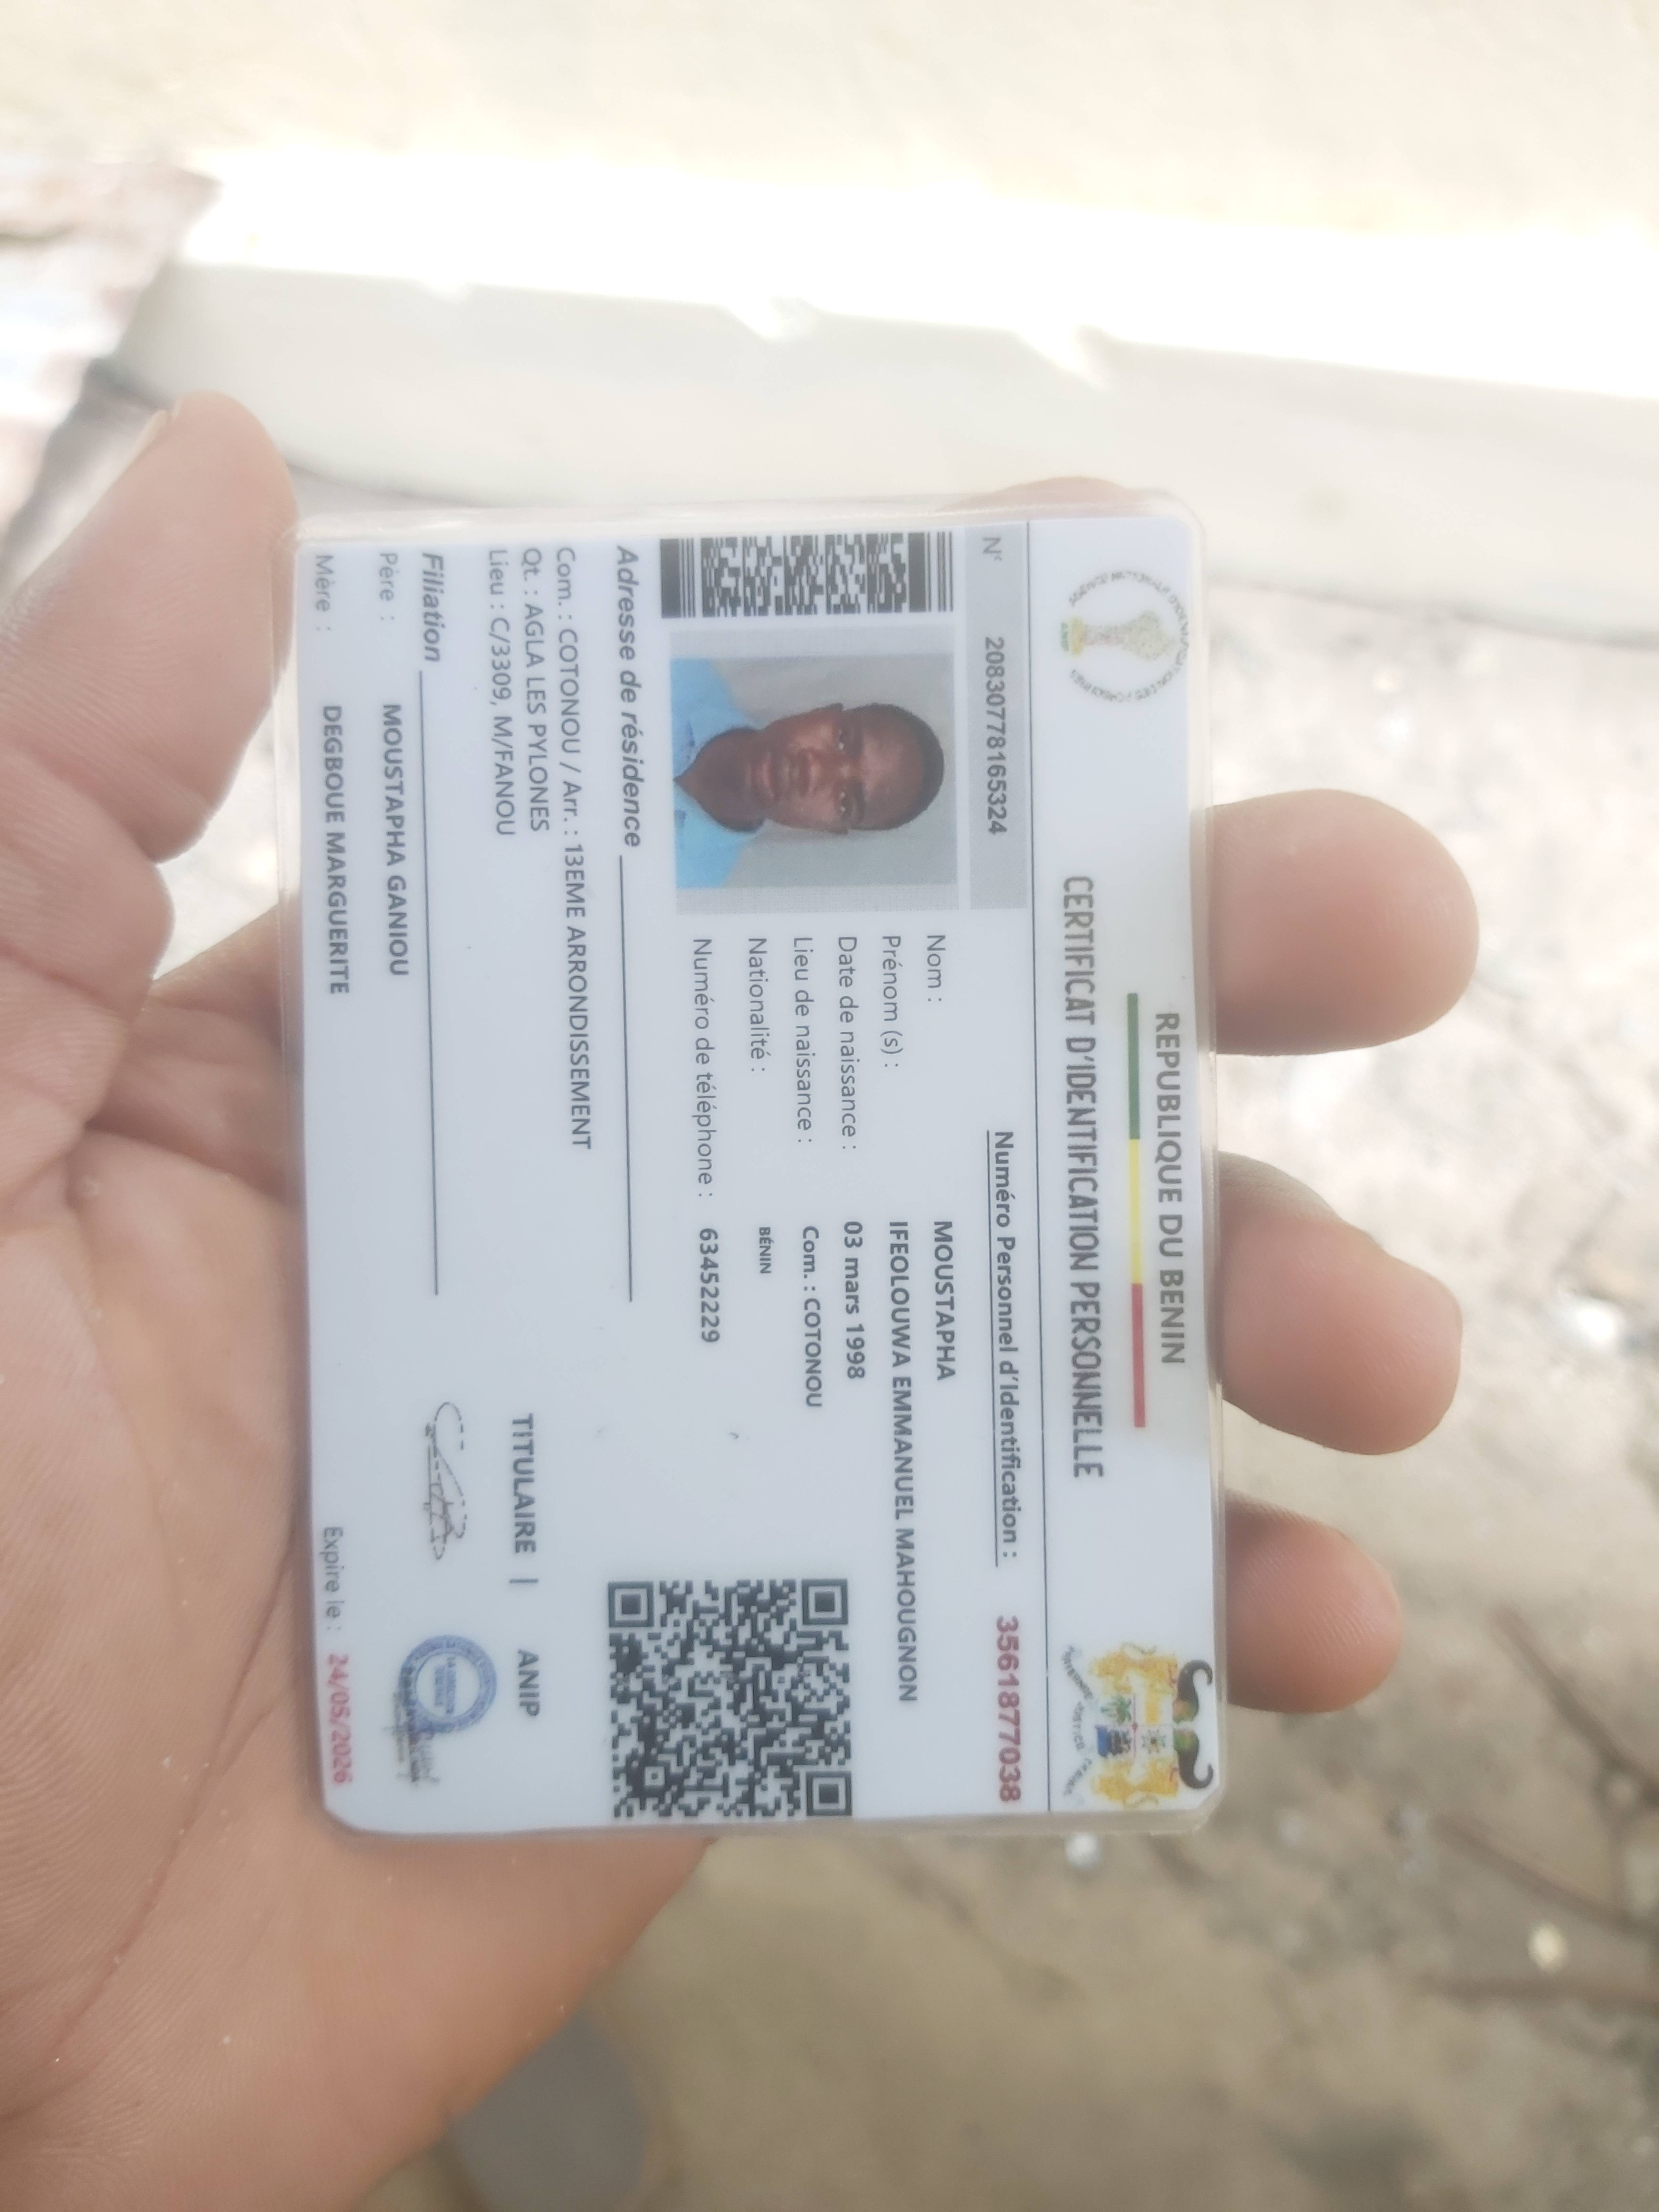 REPUBLIQUE DU BENIN
CERTIFICAT D'IDENTIFICATION PERSONNELLE
N° 20830778165324
Numéro Personnel d'Identification : 3561877038
Nom : MOUSTAPHA
Prénom (s) : IFEOLOUWA EMMANUEL MAHOUGNON
Date de naissance : 03 mars 1998
Lieu de naissance : Com. : COTONOU
Nationalité : BÉNIN
Numéro de téléphone : 63452229
Adresse de résidence
Com. : COTONOU / Arr. : 13EME ARRONDISSEMENT
Qt. : AGLA LES PYLONES
Lieu : C/3309, M/FANOU
TITULAIRE | ANIP
Filiation
Père : MOUSTAPHA GANIOU
Mère : DEGBOUE MARGUERITE
Expire le : 24/05/2026